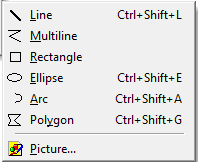 Line Ctrl+Shift+L
Multiline
Rectangle
Ellipse Ctrl+Shift+E
Arc Ctrl+Shift+A
Polygon Ctrl+Shift+G
Picture...